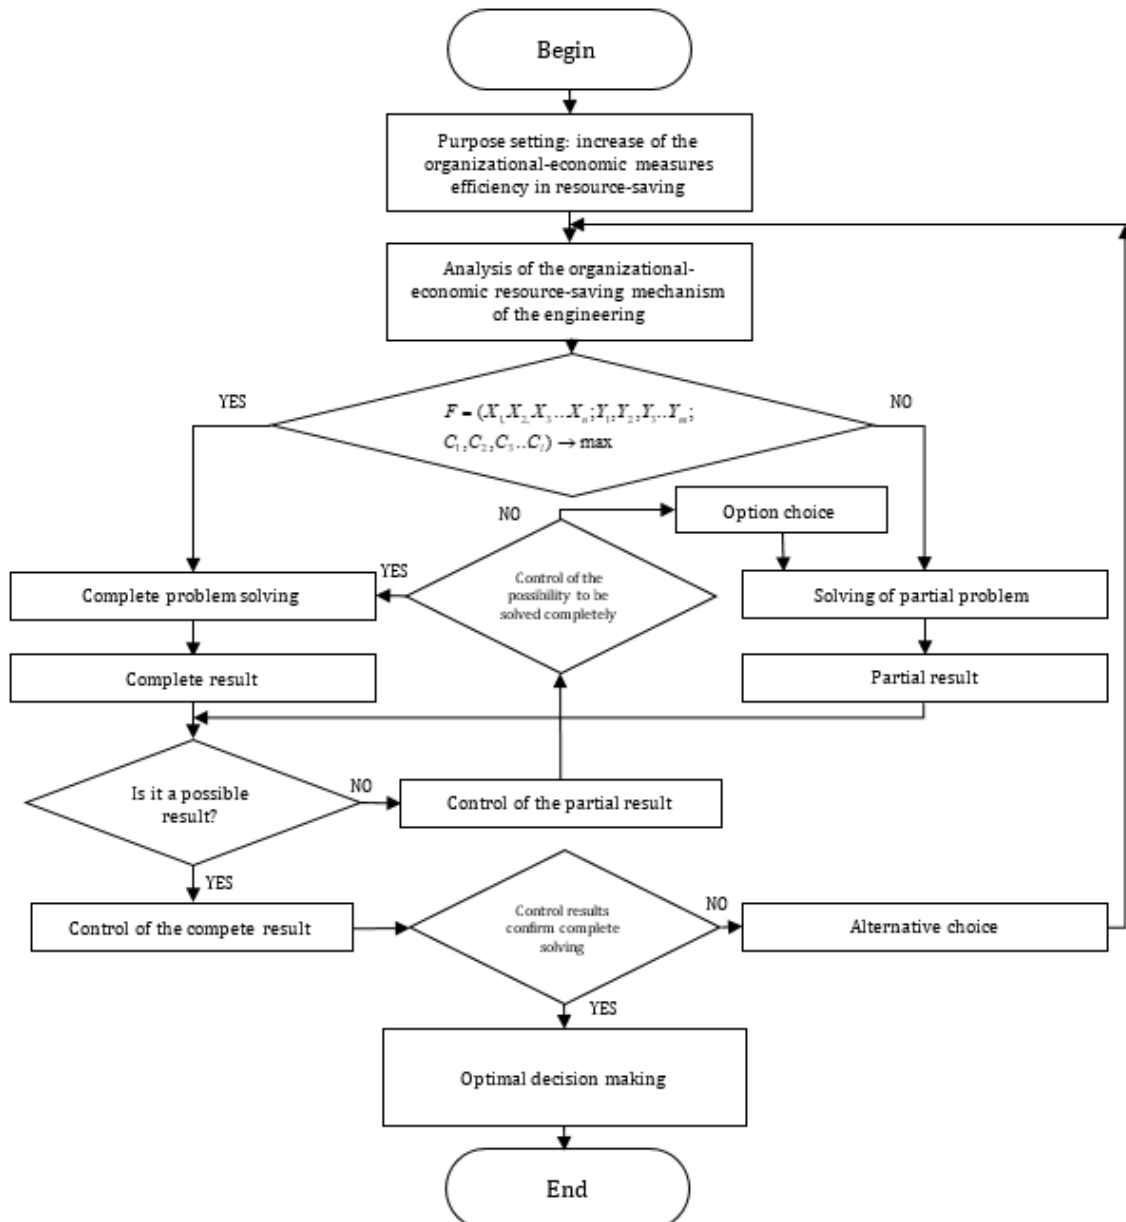 Begin
Purpose setting: increase of the
organizational-economic measures
efficiency in resource-saving
Analysis of the organizational-
economic resource-saving mechanism
of the engineering
YES
NO
F = (X₁,X₂,X₃...Xₙ;Y₁,Y₂,Y₃..Yₘ;
C₁,C₂,C₃..Cₗ) → max
NO
Option choice
YES
Control of the
possibility to be
solved completely
Complete problem solving
Solving of partial problem
Complete result
Partial result
Is it a possible
result?
NO
Control of the partial result
YES
Control of the compete result
Control results
confirm complete
solving
NO
Alternative choice
YES
Optimal decision making
End